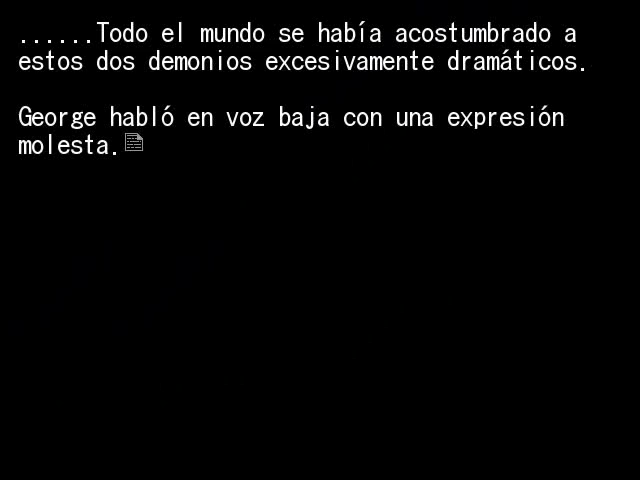 ......Todo el mundo se había acostumbrado a
estos dos demonios excesivamente dramáticos.
George habló en voz baja con una expresión
molesta.